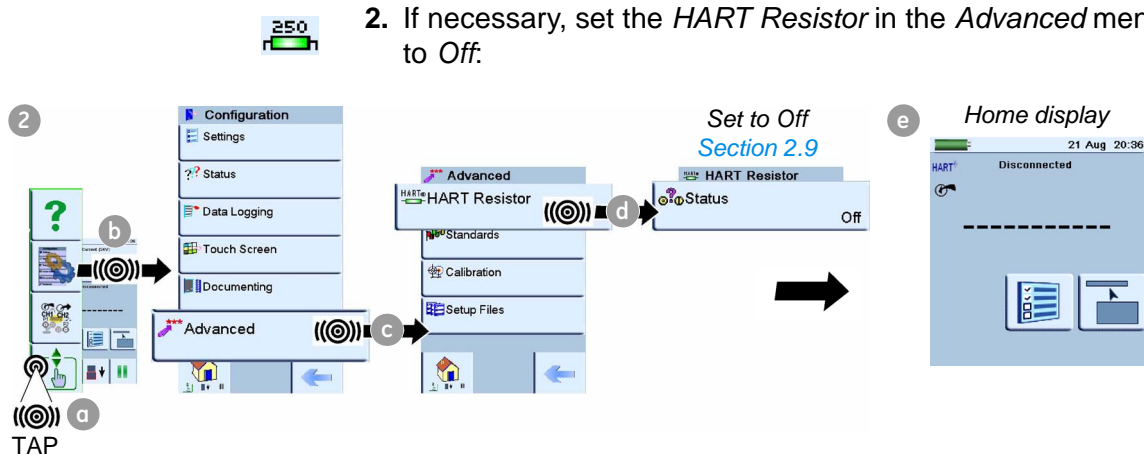 250
2. If necessary, set the HART Resistor in the Advanced men
to Off:
2
Configuration
Settings
? ? Status
Data Logging
Touch Screen
Documenting
Advanced
?
b
CH1 CH2
a
TAP
c
Advanced
HART
HART Resistor
Standards
Calibration
Setup Files
d
Set to Off
Section 2.9
HART Resistor
Status
Off
e
Home display
21 Aug 20:36
HART
Disconnected
------------